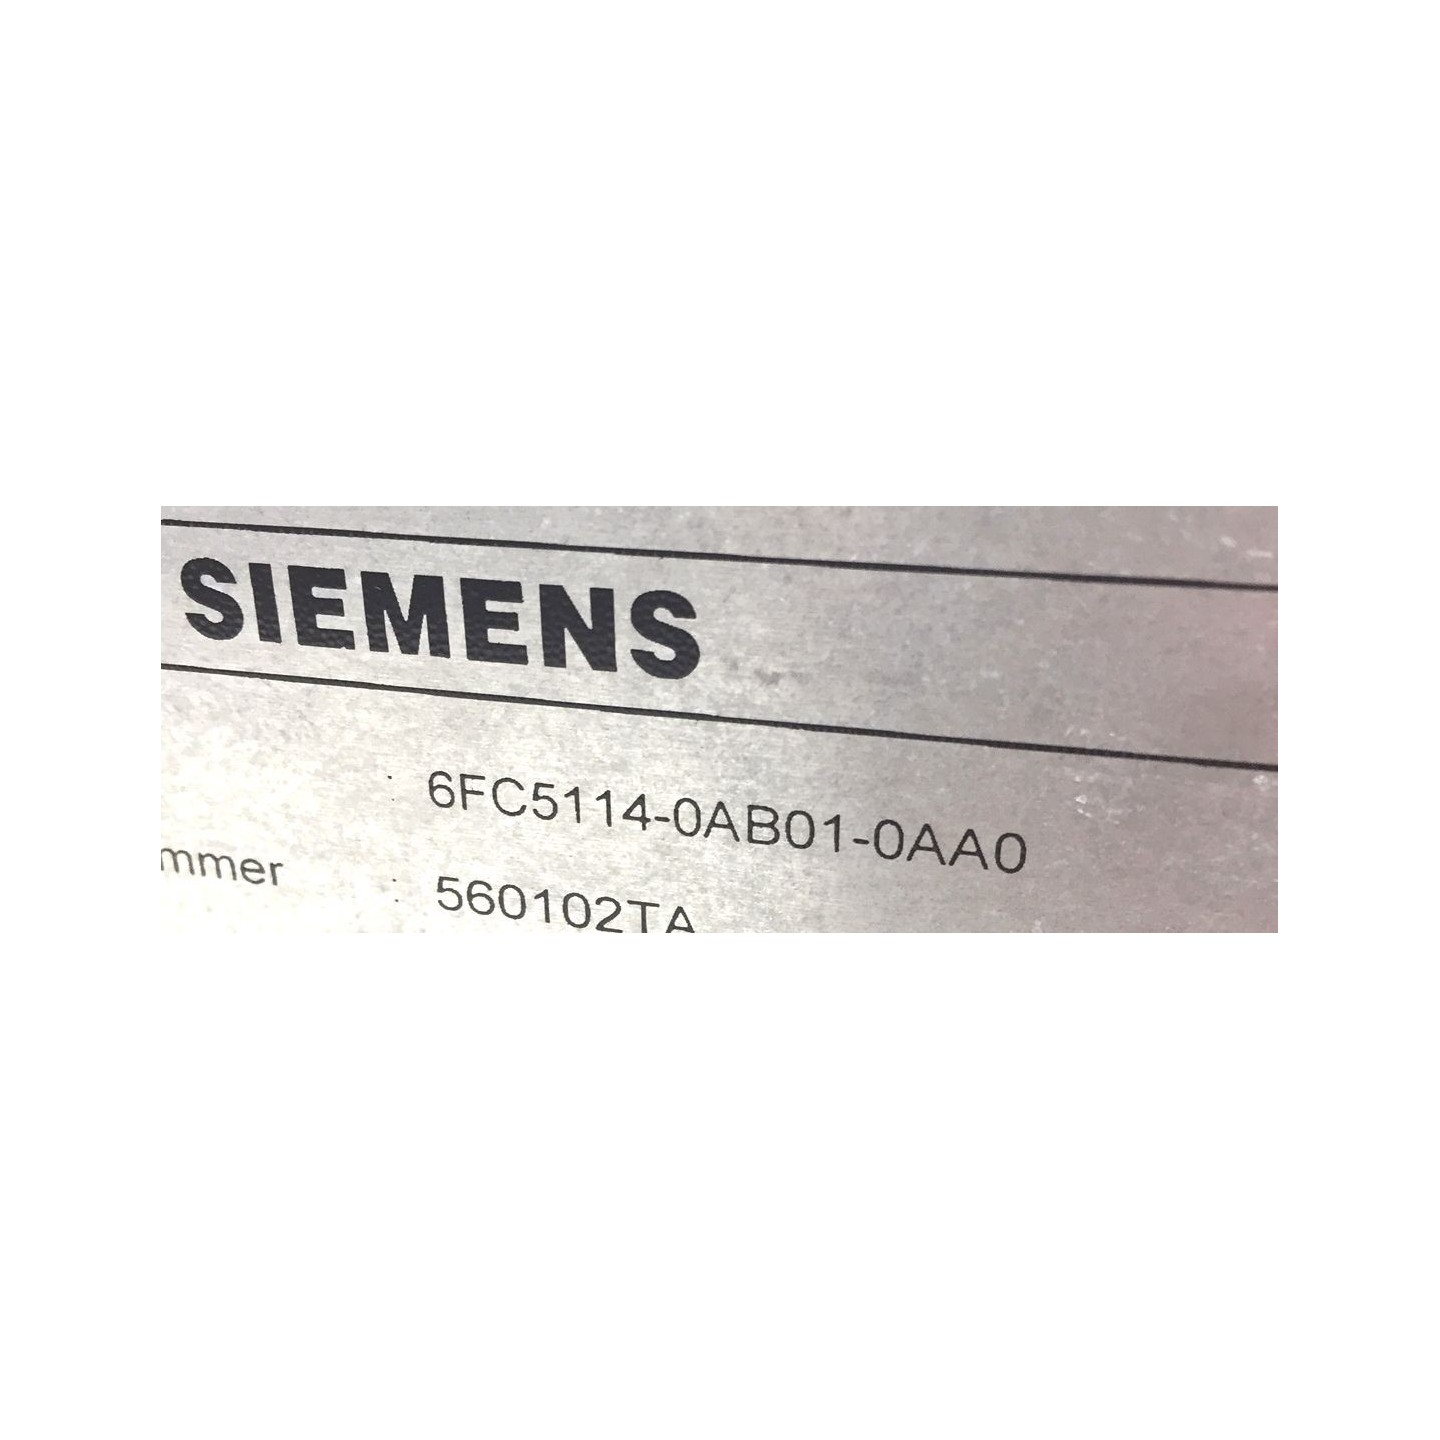 SIEMENS
: 6FC5114-0AB01-0AA0
mmer : 560102TA